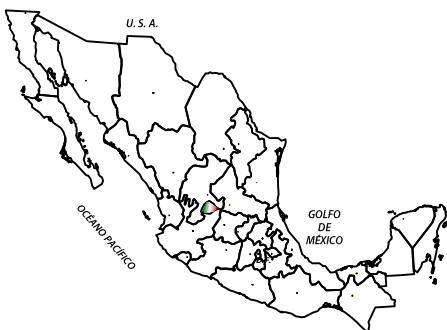 U. S. A.
GOLFO
DE
MÉXICO
OCÉANO PACÍFICO